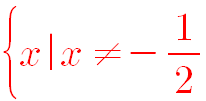 {x | x ≠ − 1/2